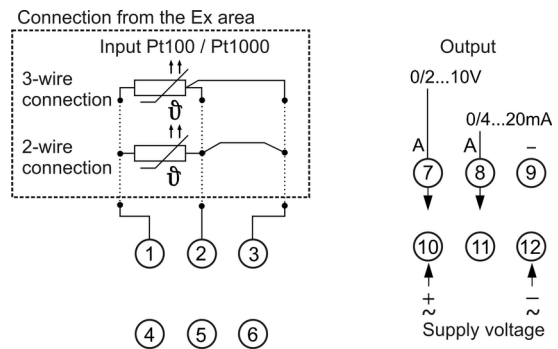 Connection from the Ex area
Input Pt100 / Pt1000
3-wire
connection
ϑ
2-wire
connection
ϑ
1 2 3
4 5 6
Output
0/2...10V
0/4...20mA
A A –
7 8 9
10 11 12
+ –
~ ~
Supply voltage